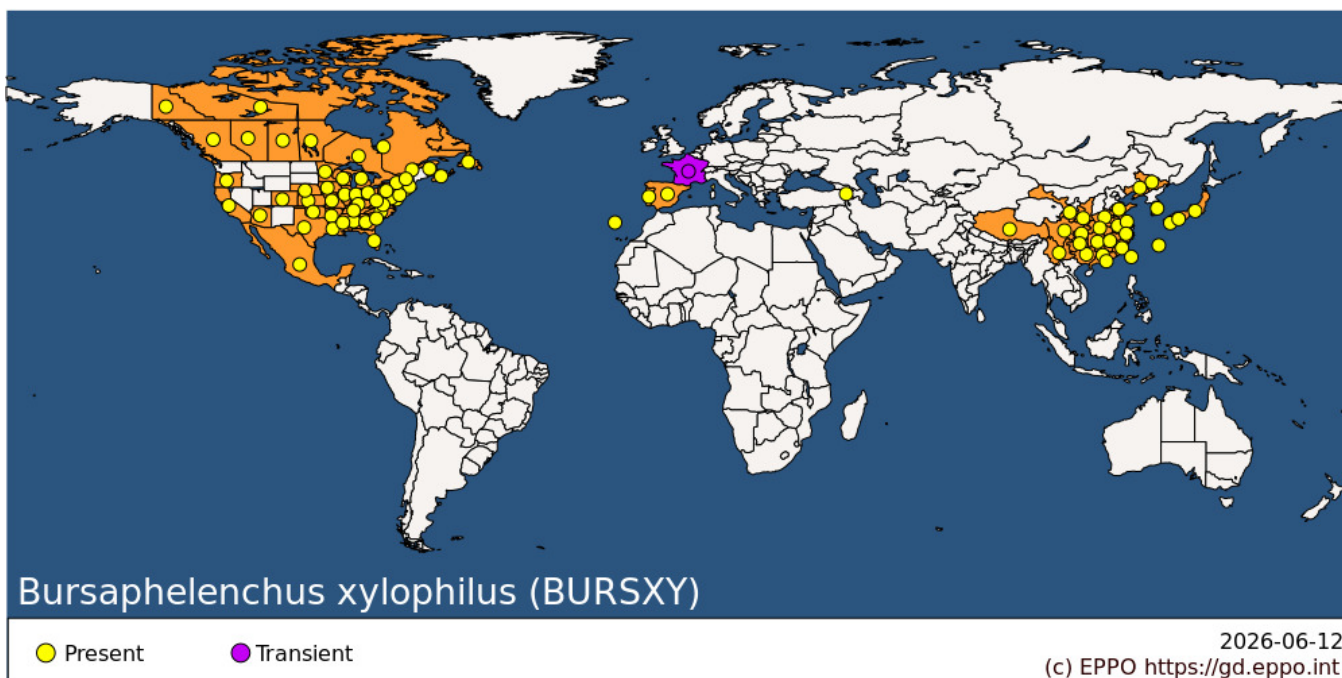 Bursaphelenchus xylophilus (BURSXY)
Present
Transient
2026-06-12
(c) EPPO https://gd.eppo.int